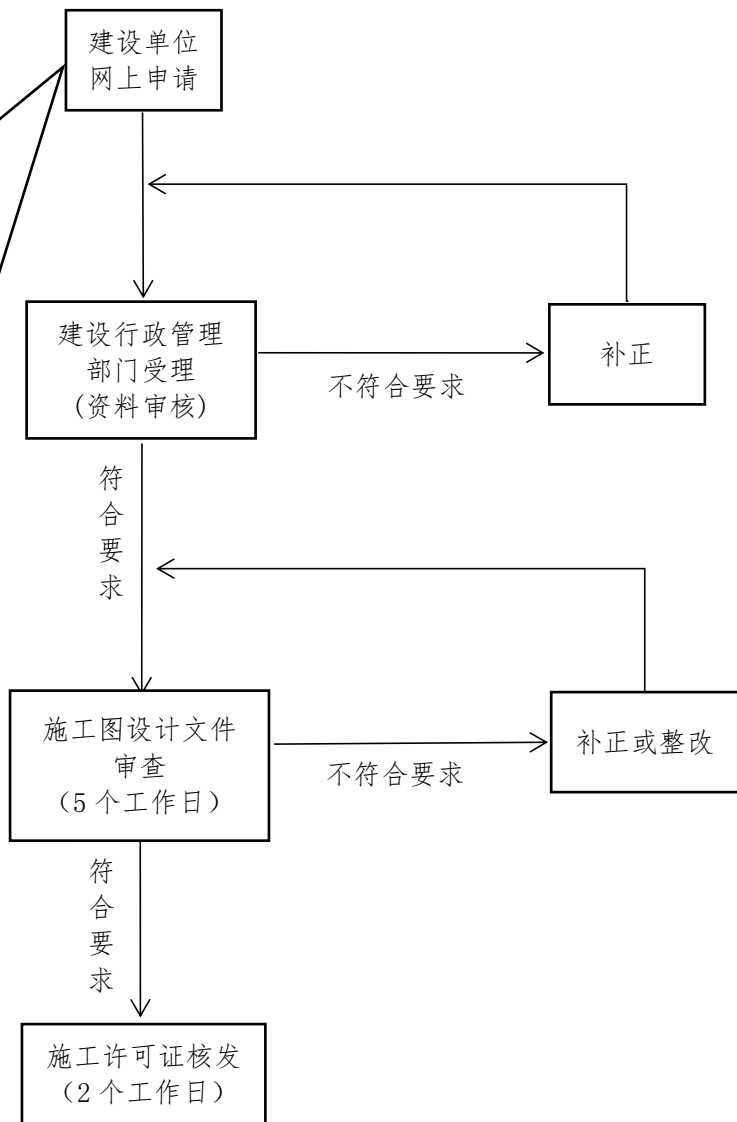 建设单位
网上申请
建设行政管理
部门受理
(资料审核)
不符合要求
补正
符
合
要
求
施工图设计文件
审查
（5个工作日）
不符合要求
补正或整改
符
合
要
求
施工许可证核发
（2个工作日）